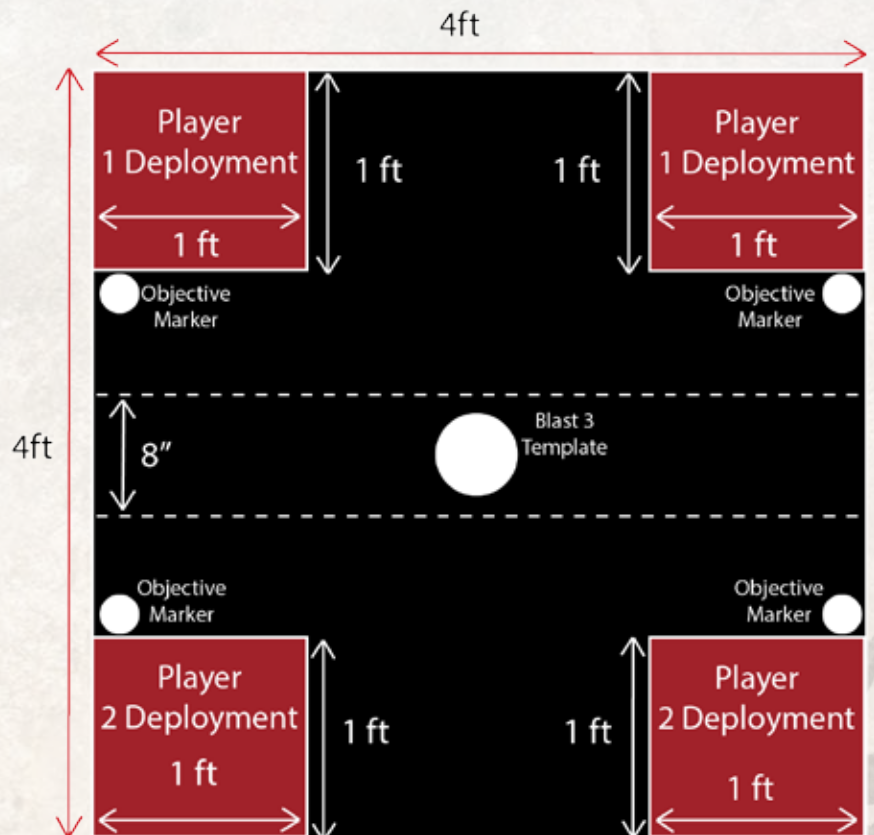 4ft
Player
1 Deployment
1 ft
1 ft
1 ft
Player
1 Deployment
1 ft
Objective
Marker
Objective
Marker
4ft
8”
Blast 3
Template
Objective
Marker
Objective
Marker
Player
2 Deployment
1 ft
1 ft
1 ft
Player
2 Deployment
1 ft